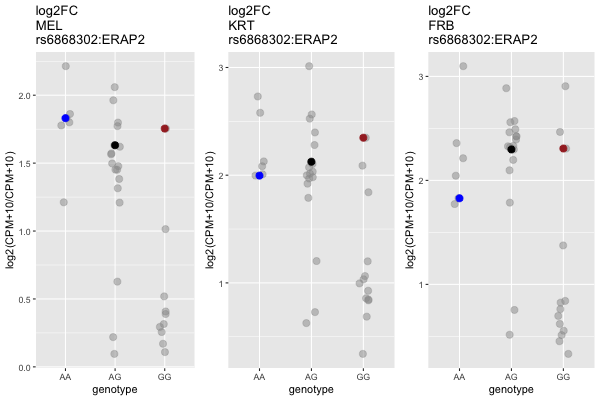 log2FC
MEL
rs6868302:ERAP2
log2(CPM+10/CPM+10)
2.0
1.5
1.0
0.5
0.0
AA AG GG
genotype
log2FC
KRT
rs6868302:ERAP2
log2(CPM+10/CPM+10)
3
2
1
AA AG GG
genotype
log2FC
FRB
rs6868302:ERAP2
log2(CPM+10/CPM+10)
3
2
1
AA AG GG
genotype